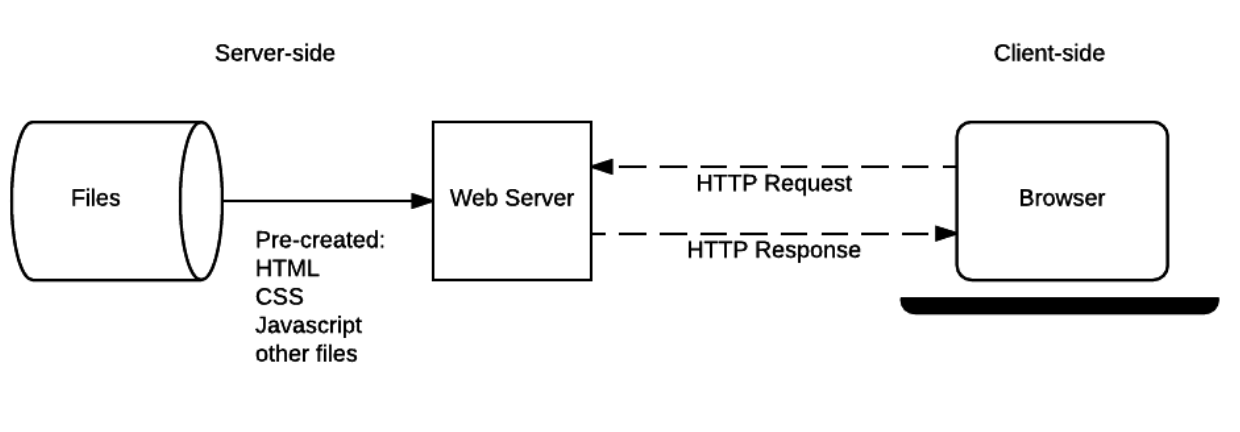 Server-side
Client-side
Files
Web Server
Browser
HTTP Request
HTTP Response
Pre-created:
HTML
CSS
Javascript
other files